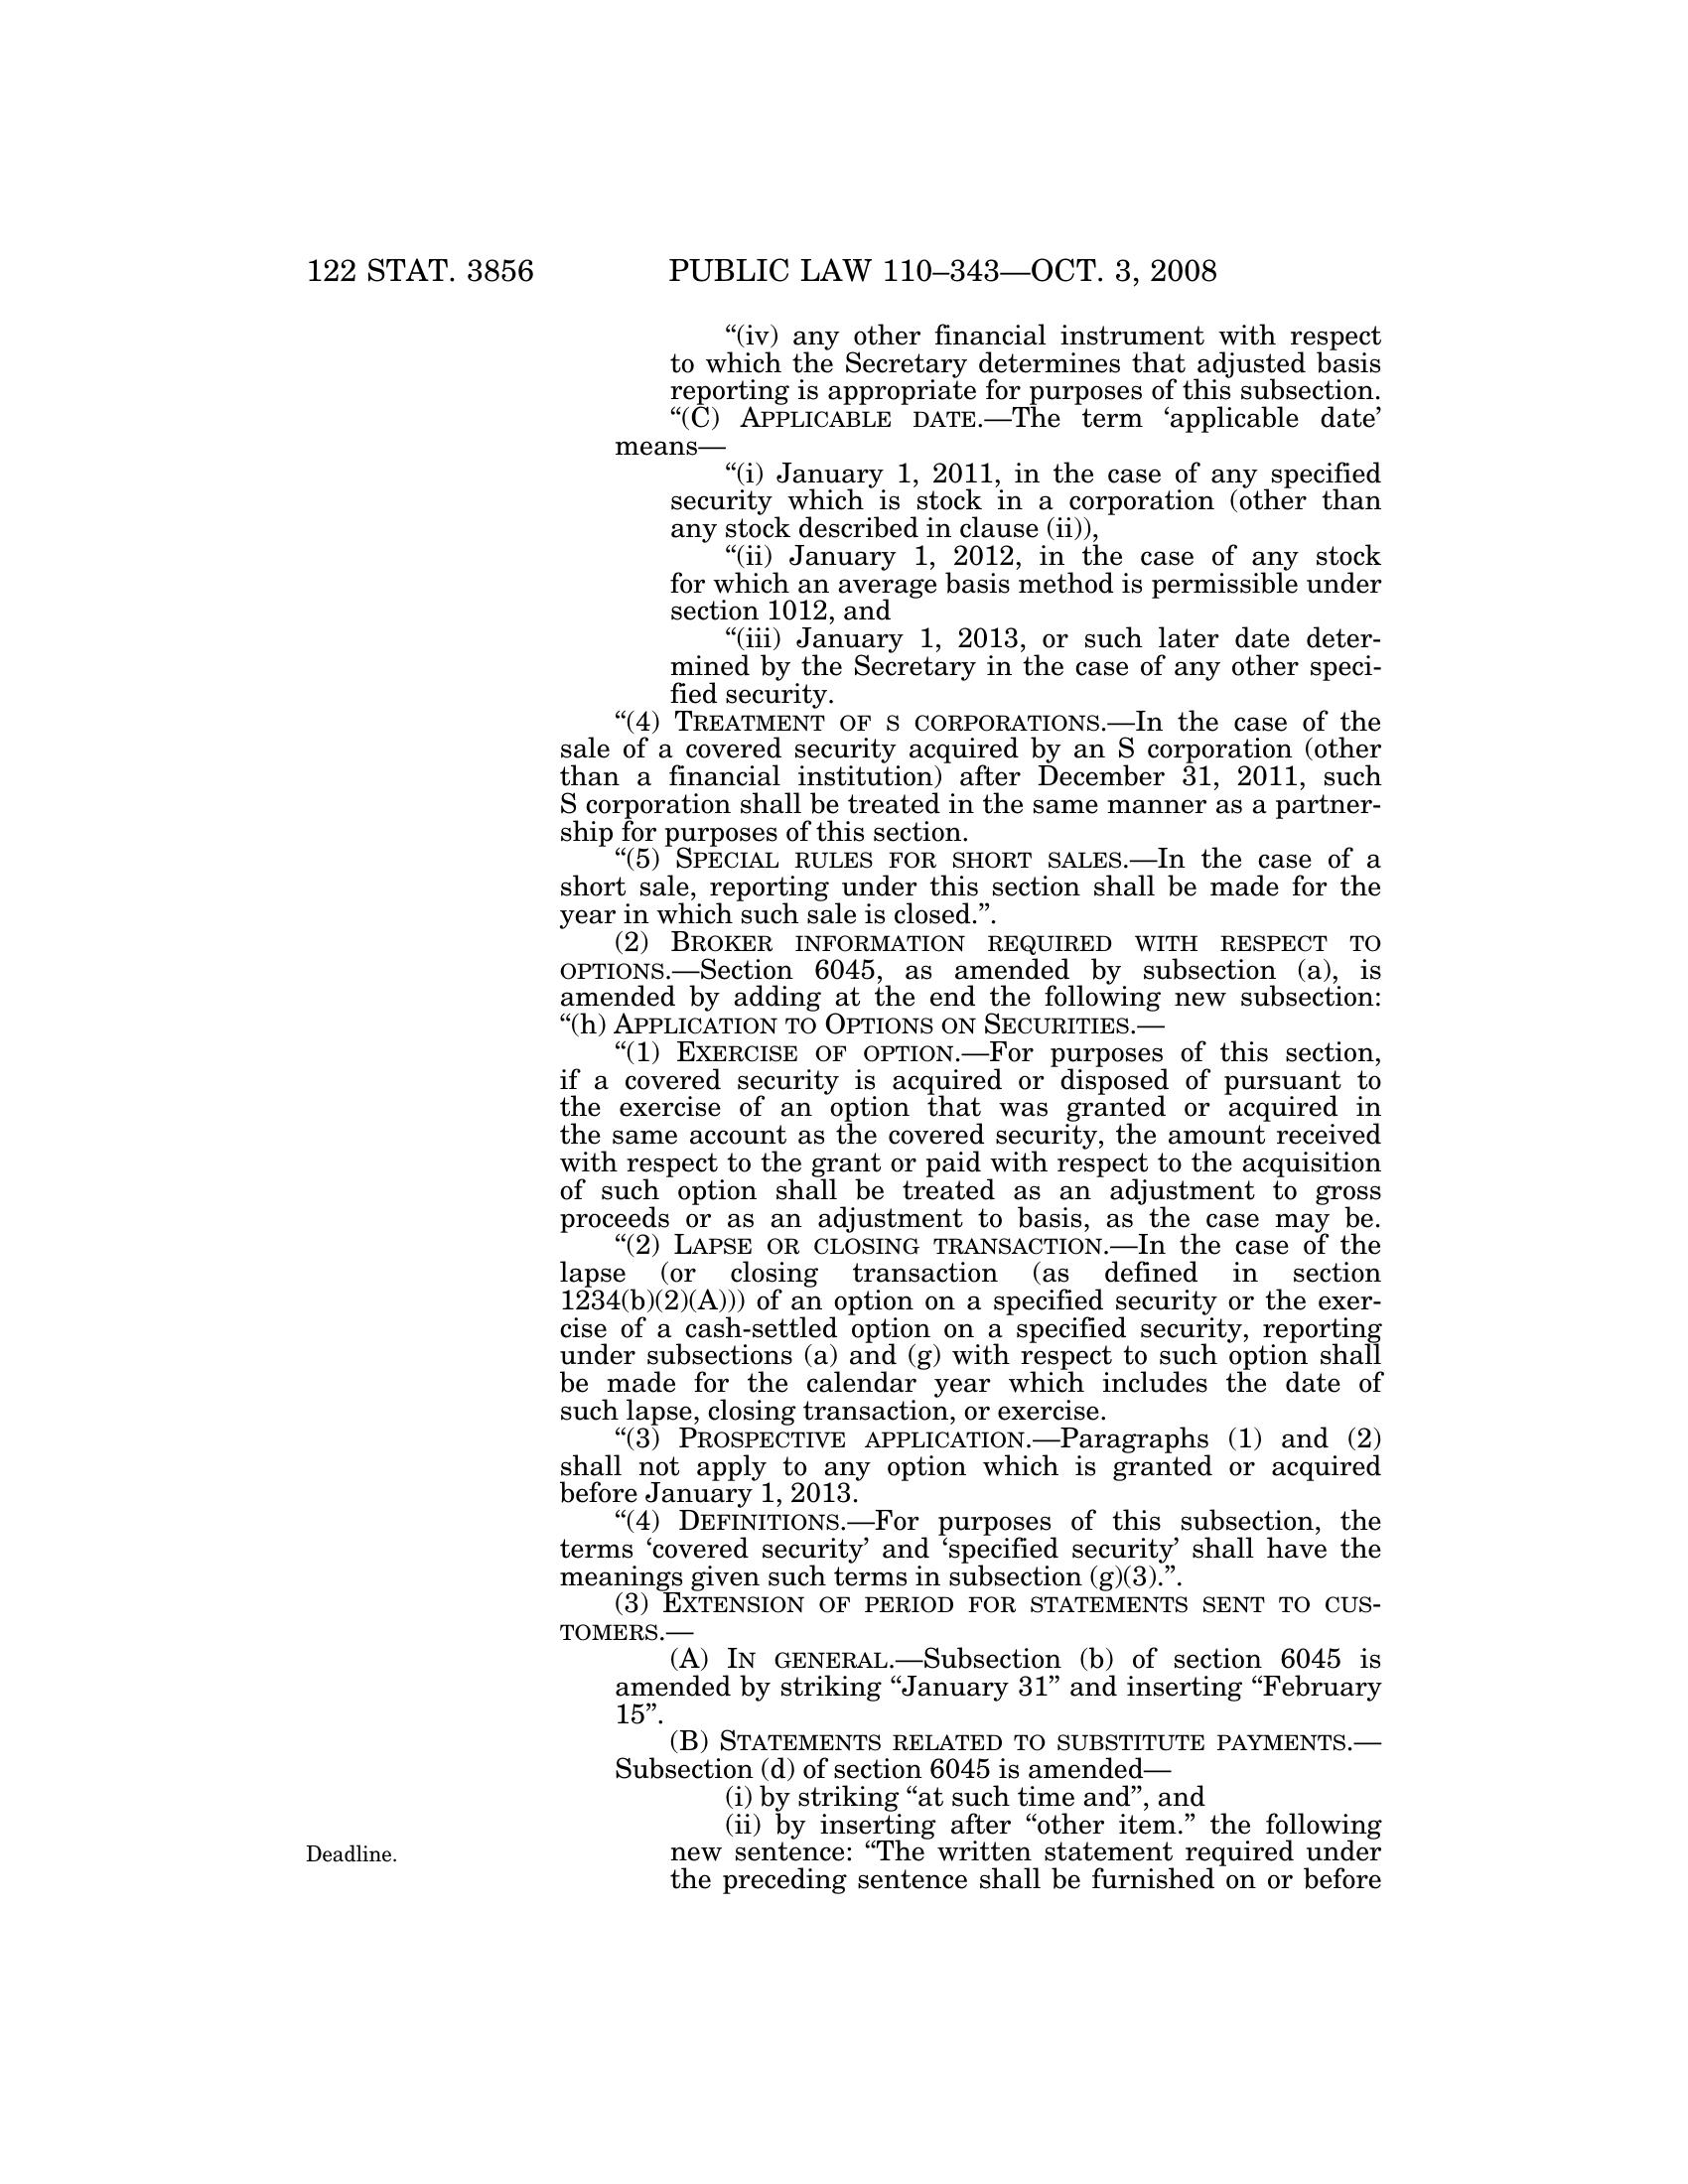 122 STAT. 3856 PUBLIC LAW 110–343—OCT. 3, 2008
“(iv) any other financial instrument with respect
to which the Secretary determines that adjusted basis
reporting is appropriate for purposes of this subsection.
“(C) APPLICABLE DATE.—The term ‘applicable date’
means—
“(i) January 1, 2011, in the case of any specified
security which is stock in a corporation (other than
any stock described in clause (ii)),
“(ii) January 1, 2012, in the case of any stock
for which an average basis method is permissible under
section 1012, and
“(iii) January 1, 2013, or such later date deter-
mined by the Secretary in the case of any other speci-
fied security.
“(4) TREATMENT OF S CORPORATIONS.—In the case of the
sale of a covered security acquired by an S corporation (other
than a financial institution) after December 31, 2011, such
S corporation shall be treated in the same manner as a partner-
ship for purposes of this section.
“(5) SPECIAL RULES FOR SHORT SALES.—In the case of a
short sale, reporting under this section shall be made for the
year in which such sale is closed.”.
(2) BROKER INFORMATION REQUIRED WITH RESPECT TO
OPTIONS.—Section 6045, as amended by subsection (a), is
amended by adding at the end the following new subsection:
“(h) APPLICATION TO OPTIONS ON SECURITIES.—
“(1) EXERCISE OF OPTION.—For purposes of this section,
if a covered security is acquired or disposed of pursuant to
the exercise of an option that was granted or acquired in
the same account as the covered security, the amount received
with respect to the grant or paid with respect to the acquisition
of such option shall be treated as an adjustment to gross
proceeds or as an adjustment to basis, as the case may be.
“(2) LAPSE OR CLOSING TRANSACTION.—In the case of the
lapse (or closing transaction (as defined in section
1234(b)(2)(A))) of an option on a specified security or the exer-
cise of a cash-settled option on a specified security, reporting
under subsections (a) and (g) with respect to such option shall
be made for the calendar year which includes the date of
such lapse, closing transaction, or exercise.
“(3) PROSPECTIVE APPLICATION.—Paragraphs (1) and (2)
shall not apply to any option which is granted or acquired
before January 1, 2013.
“(4) DEFINITIONS.—For purposes of this subsection, the
terms ‘covered security’ and ‘specified security’ shall have the
meanings given such terms in subsection (g)(3).”.
(3) EXTENSION OF PERIOD FOR STATEMENTS SENT TO CUS-
TOMERS.—
(A) IN GENERAL.—Subsection (b) of section 6045 is
amended by striking “January 31” and inserting “February
15”.
(B) STATEMENTS RELATED TO SUBSTITUTE PAYMENTS.—
Subsection (d) of section 6045 is amended—
(i) by striking “at such time and”, and
(ii) by inserting after “other item.” the following
Deadline. new sentence: “The written statement required under
the preceding sentence shall be furnished on or before